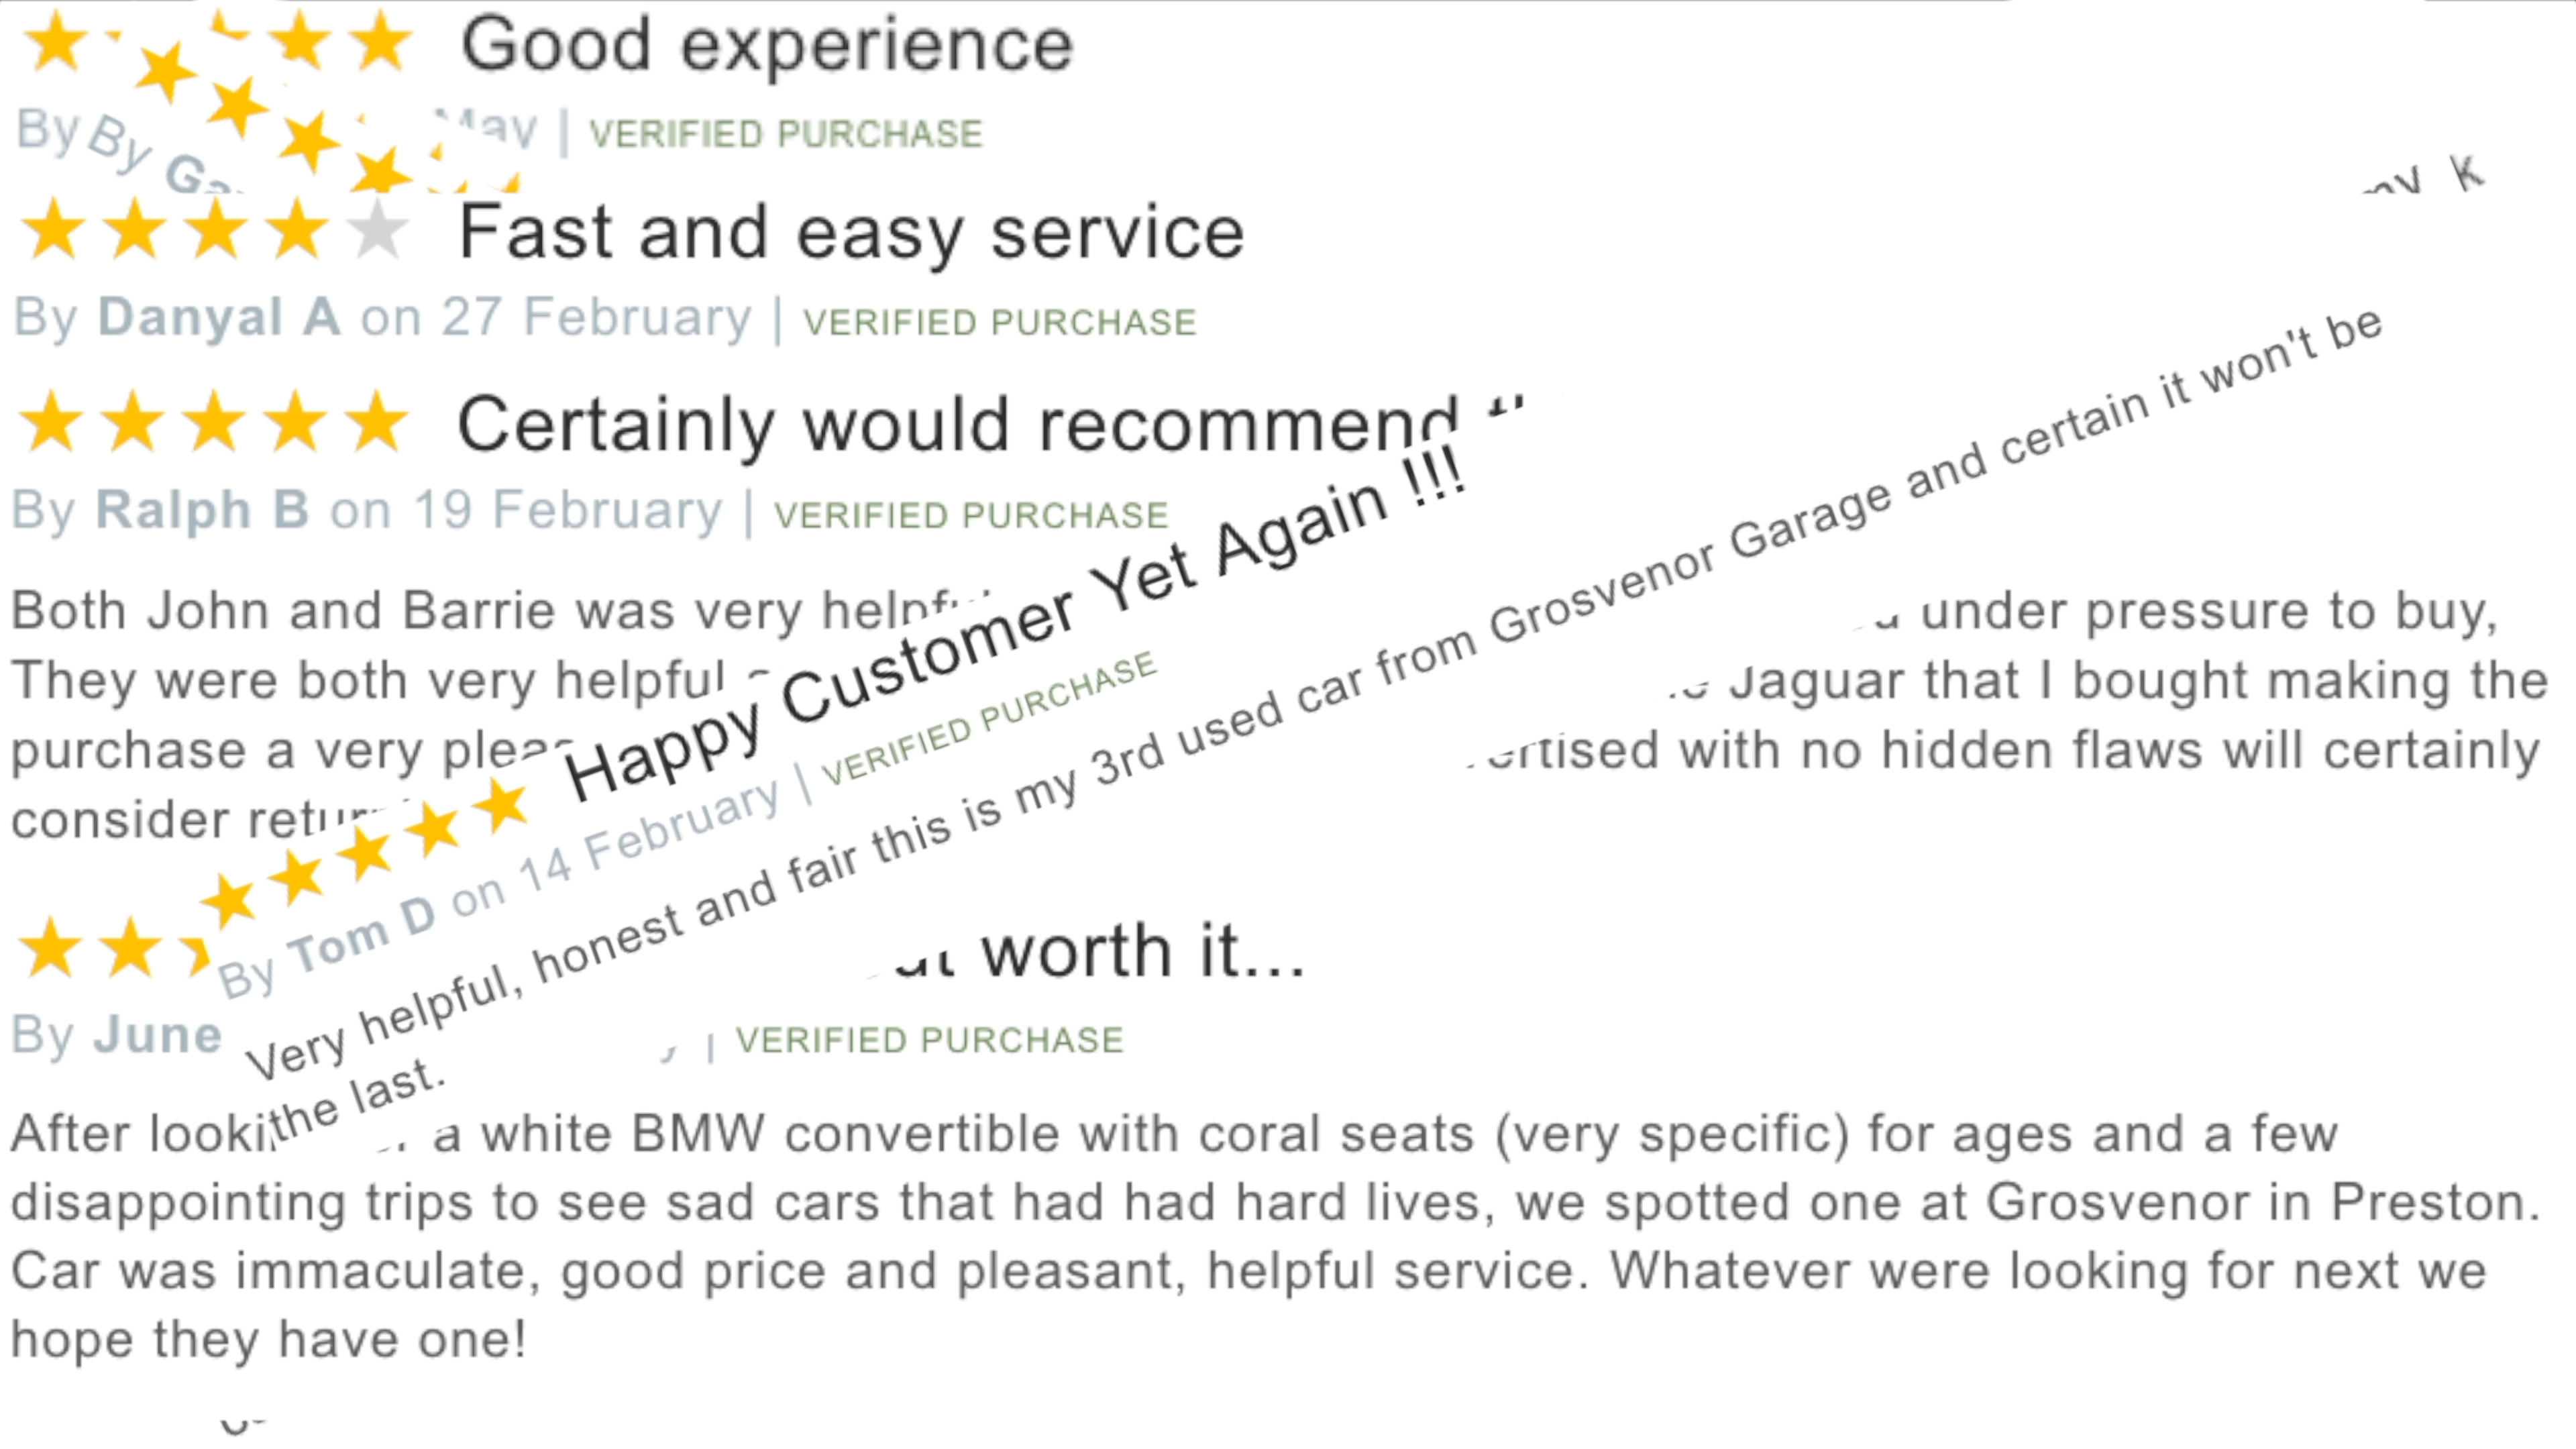 Good experience
By
By
May | VERIFIED PURCHASE
Fast and easy service
By Danyal A on 27 February | VERIFIED PURCHASE
Certainly would recommend
By Ralph B on 19 February | VERIFIED PURCHASE
Both John and Barrie was very
under pressure to buy,
They were both very helpful
Jaguar that I bought making the
purchase a very
with no hidden flaws will certainly
consider
Happy Customer Yet Again !!!
By Tom D on 14 February | VERIFIED PURCHASE
Very helpful, honest and fair this is my 3rd used car from Grosvenor Garage and certain it won't be
the last.
worth it...
By June
| VERIFIED PURCHASE
After
a white BMW convertible with coral seats (very specific) for ages and a few
disappointing trips to see sad cars that had had hard lives, we spotted one at Grosvenor in Preston.
Car was immaculate, good price and pleasant, helpful service. Whatever were looking for next we
hope they have one!